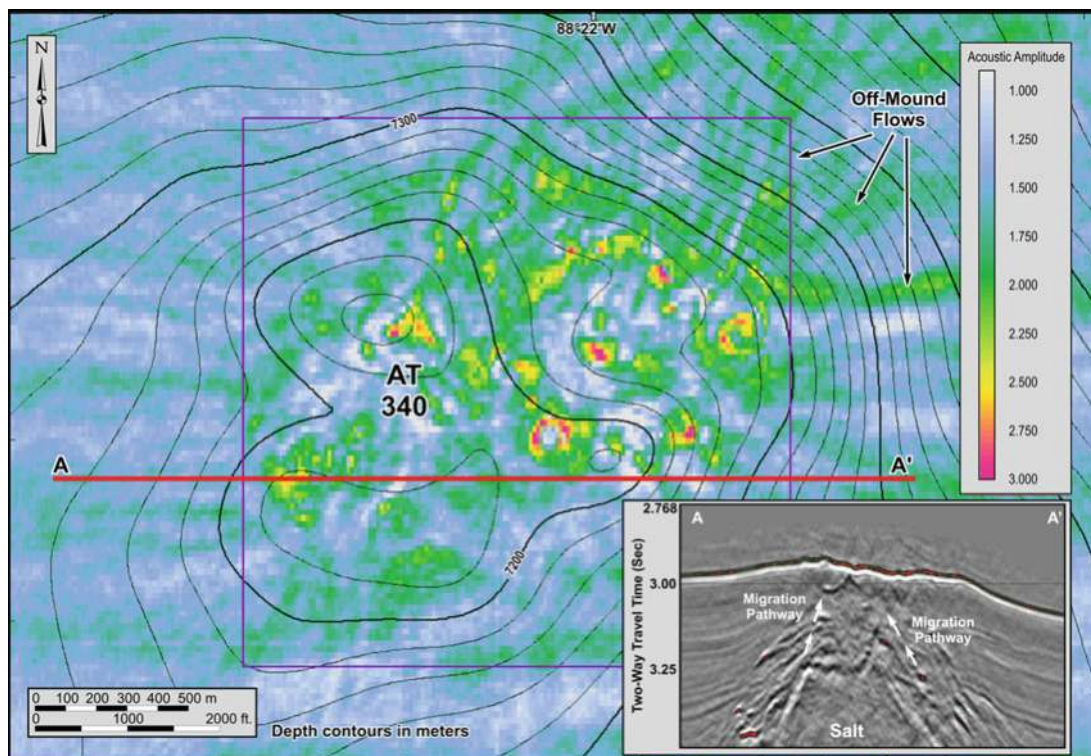 88°22'W
N
Acoustic Amplitude
1.000
1.250
1.500
1.750
2.000
2.250
2.500
2.750
3.000
Off-Mound
Flows
7300
AT
340
A
A'
7200
2.768
A
A'
Two-Way Travel Time (Sec)
3.00
Migration
Pathway
Migration
Pathway
3.25
Salt
0 100 200 300 400 500 m
0 1000 2000 ft.
Depth contours in meters